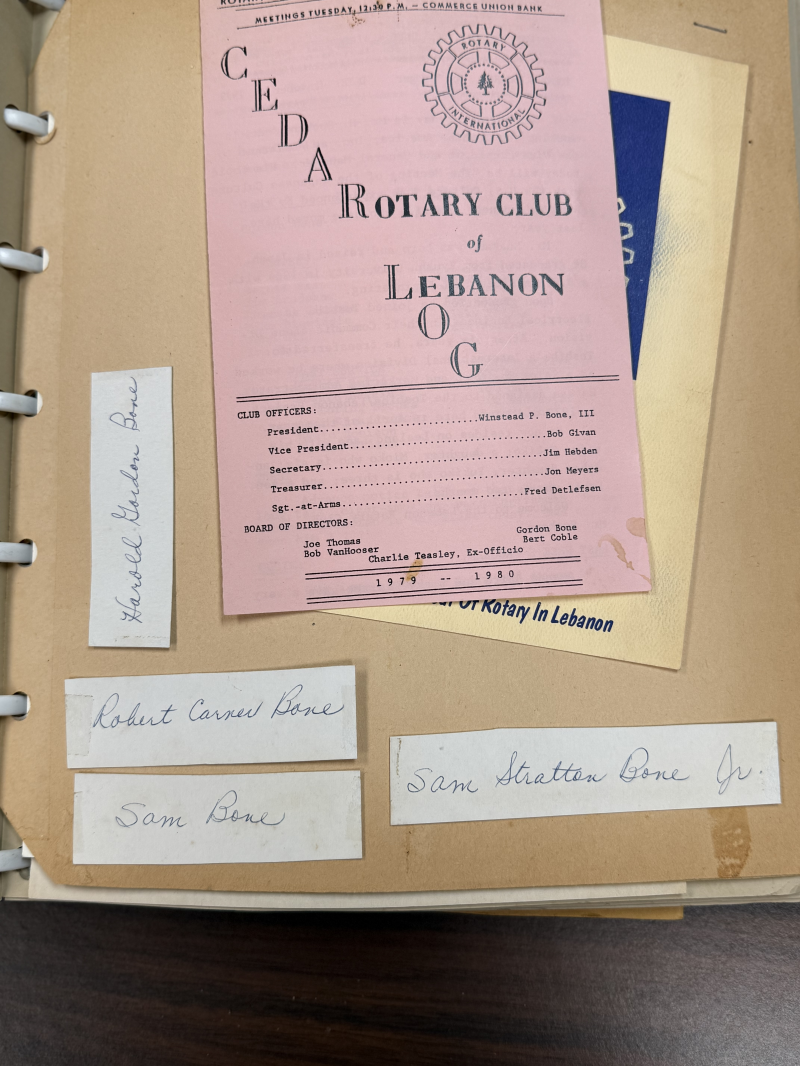 MEETINGS TUESDAY, 12:30 P.M. — COMMERCE UNION BANK
CEDAR
ROTARY
INTERNATIONAL
ROTARY CLUB
of
LEBANON
LOG
CLUB OFFICERS:
President..........................Winstead P. Bone, III
Vice President................................Bob Givan
Secretary....................................Jim Hebden
Treasurer....................................Jon Meyers
Sgt.-at-Arms..............................Fred Detlefsen
BOARD OF DIRECTORS:
Joe Thomas Gordon Bone
Bob VanHooser Bert Coble
Charlie Teasley, Ex-Officio
1979 -- 1980
Of Rotary In Lebanon
Harold Gordon Bone
Robert Carver Bone
Sam Bone
Sam Stratton Bone Jr.